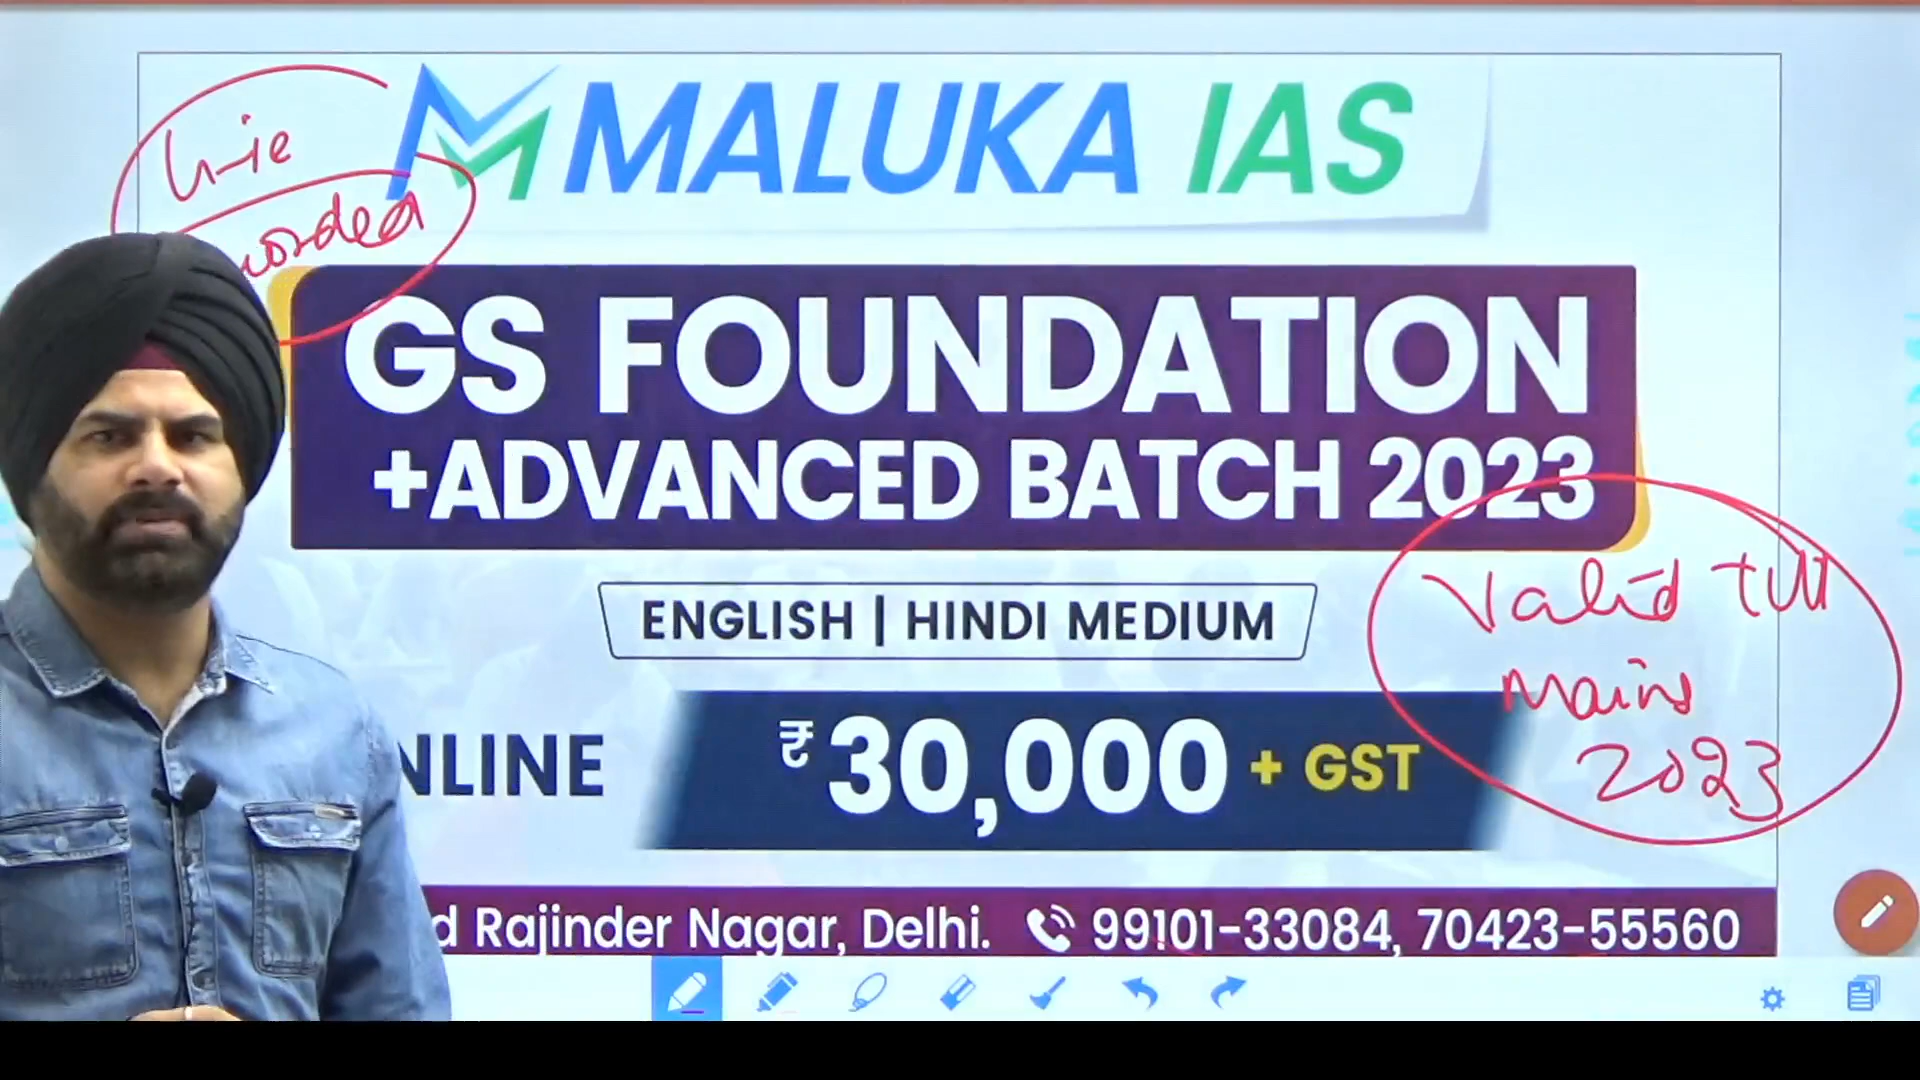 MALUKA IAS
GS FOUNDATION
+ADVANCED BATCH 2023
ENGLISH | HINDI MEDIUM
NLINE
₹30,000 + GST
Valid till
Mains
2023
d Rajinder Nagar, Delhi. 99101-33084, 70423-55560